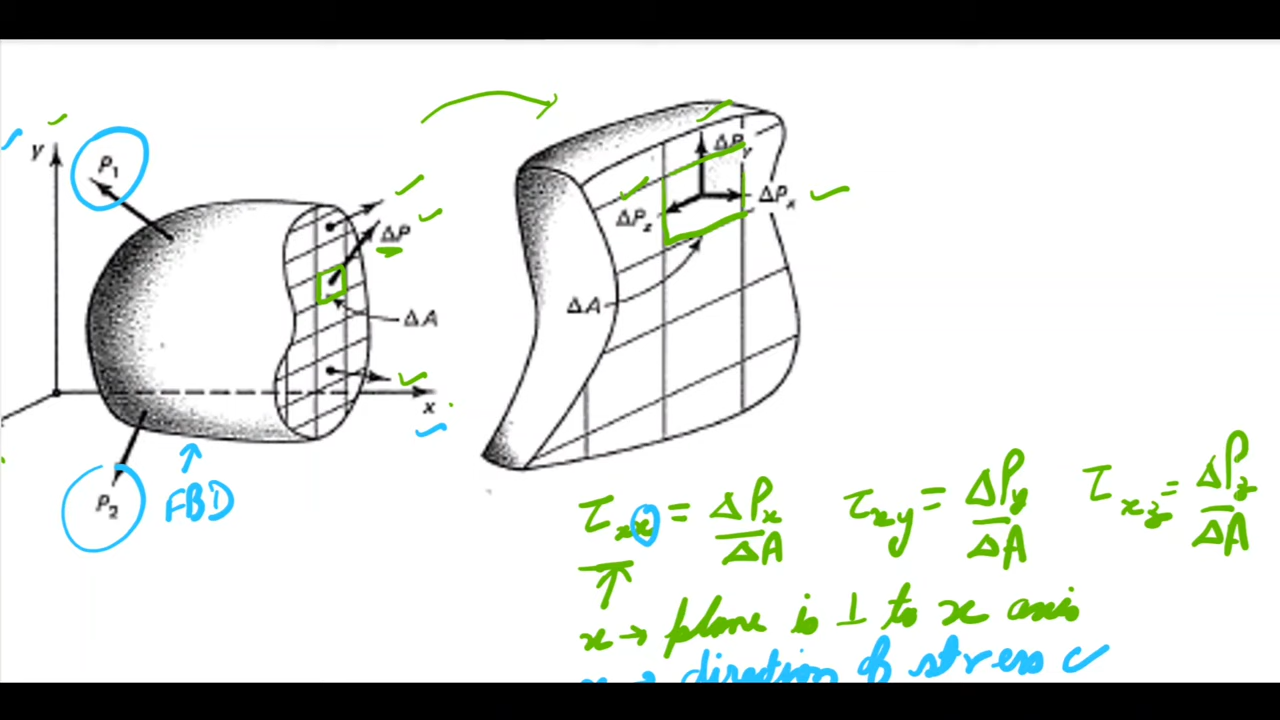 y
P₁
ΔP
ΔA
x
P₂
FBD
ΔPy
ΔPx
ΔPz
ΔA
τxx = ΔPx/ΔA τxy = ΔPy/ΔA τxz = ΔPz/ΔA
x → plane is ⊥ to x axis
x → direction of stress